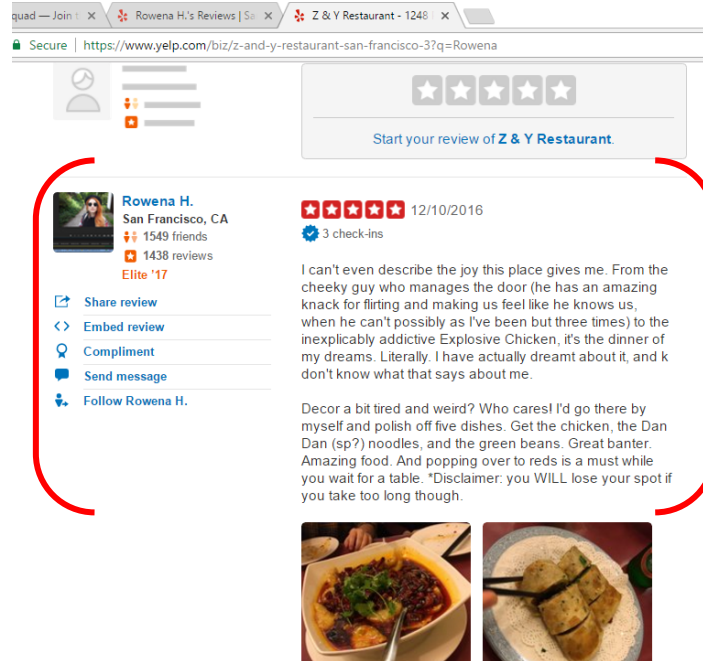 quad — Join t
Rowena H.'s Reviews | Sa
Z & Y Restaurant - 1248
Secure | https://www.yelp.com/biz/z-and-y-restaurant-san-francisco-3?q=Rowena
Start your review of Z & Y Restaurant.
Rowena H.
San Francisco, CA
1549 friends
1438 reviews
Elite '17
Share review
Embed review
Compliment
Send message
Follow Rowena H.
12/10/2016
3 check-ins
I can't even describe the joy this place gives me. From the
cheeky guy who manages the door (he has an amazing
knack for flirting and making us feel like he knows us,
when he can't possibly as I've been but three times) to the
inexplicably addictive Explosive Chicken, it's the dinner of
my dreams. Literally. I have actually dreamt about it, and k
don't know what that says about me.
Decor a bit tired and weird? Who cares! I'd go there by
myself and polish off five dishes. Get the chicken, the Dan
Dan (sp?) noodles, and the green beans. Great banter.
Amazing food. And popping over to reds is a must while
you wait for a table. *Disclaimer: you WILL lose your spot if
you take too long though.